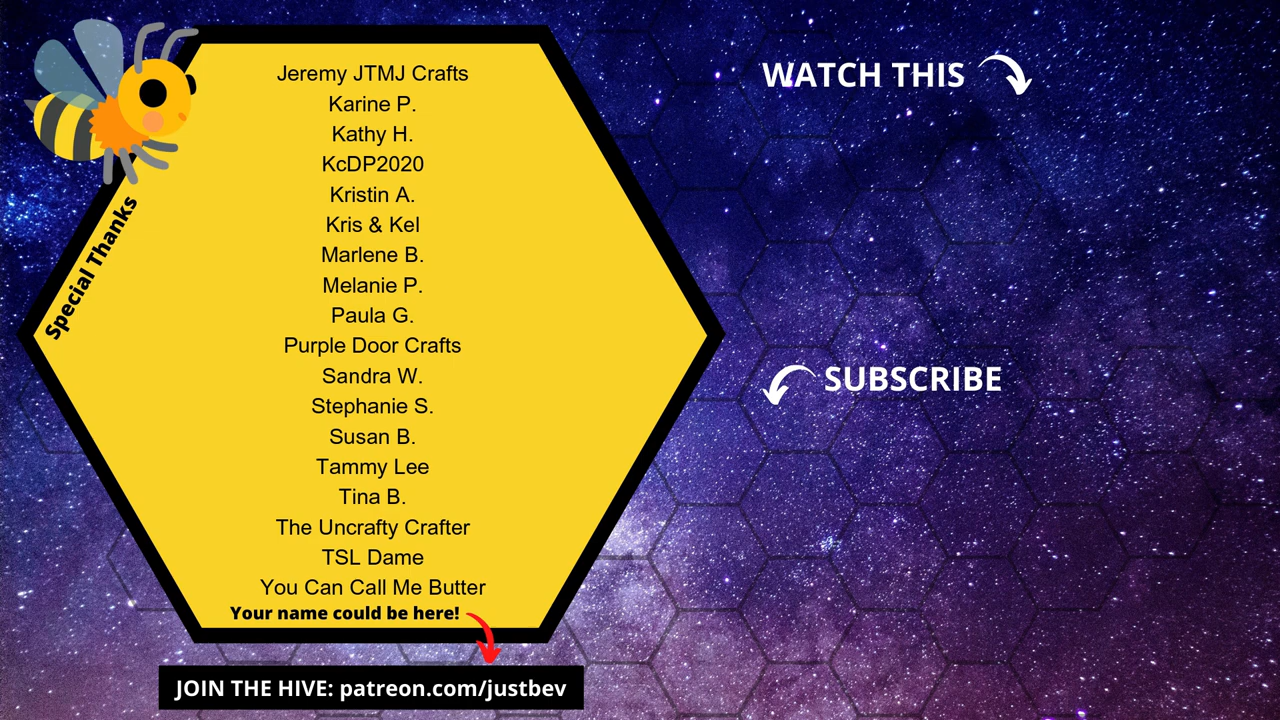 Special Thanks
Jeremy JTMJ Crafts
Karine P.
Kathy H.
KcDP2020
Kristin A.
Kris & Kel
Marlene B.
Melanie P.
Paula G.
Purple Door Crafts
Sandra W.
Stephanie S.
Susan B.
Tammy Lee
Tina B.
The Uncrafty Crafter
TSL Dame
You Can Call Me Butter
Your name could be here!
JOIN THE HIVE: patreon.com/justbev
WATCH THIS
SUBSCRIBE